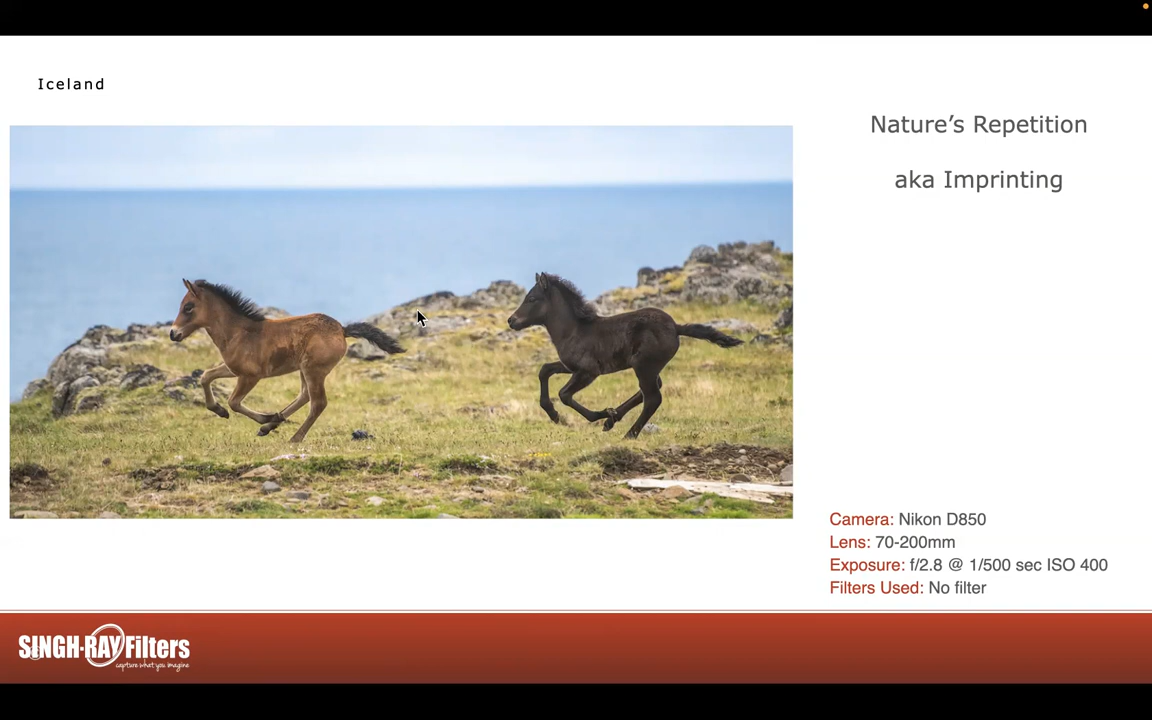 Iceland
Nature's Repetition
aka Imprinting
Camera: Nikon D850
Lens: 70-200mm
Exposure: f/2.8 @ 1/500 sec ISO 400
Filters Used: No filter
SINGH-RAY Filters
capture what you imagine